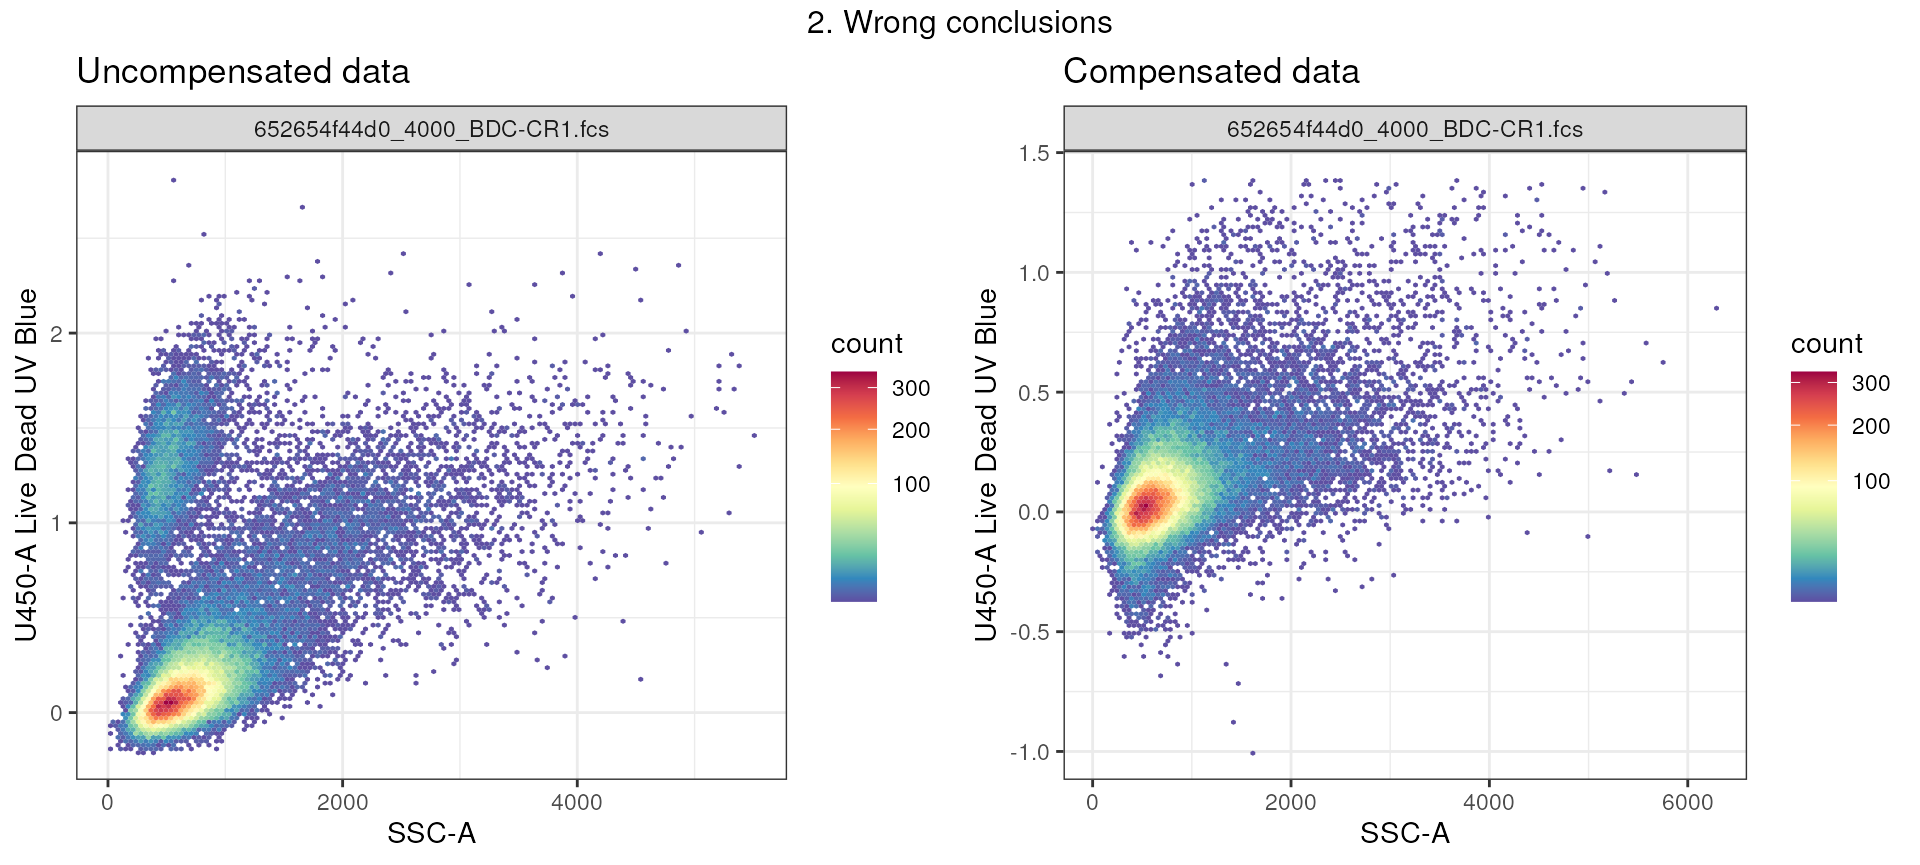 2. Wrong conclusions
Uncompensated data
652654f44d0_4000_BDC-CR1.fcs
U450-A Live Dead UV Blue
2
1
0
0
2000
4000
SSC-A
count
300
200
100
Compensated data
652654f44d0_4000_BDC-CR1.fcs
U450-A Live Dead UV Blue
1.5
1.0
0.5
0.0
-0.5
-1.0
0
2000
4000
6000
SSC-A
count
300
200
100